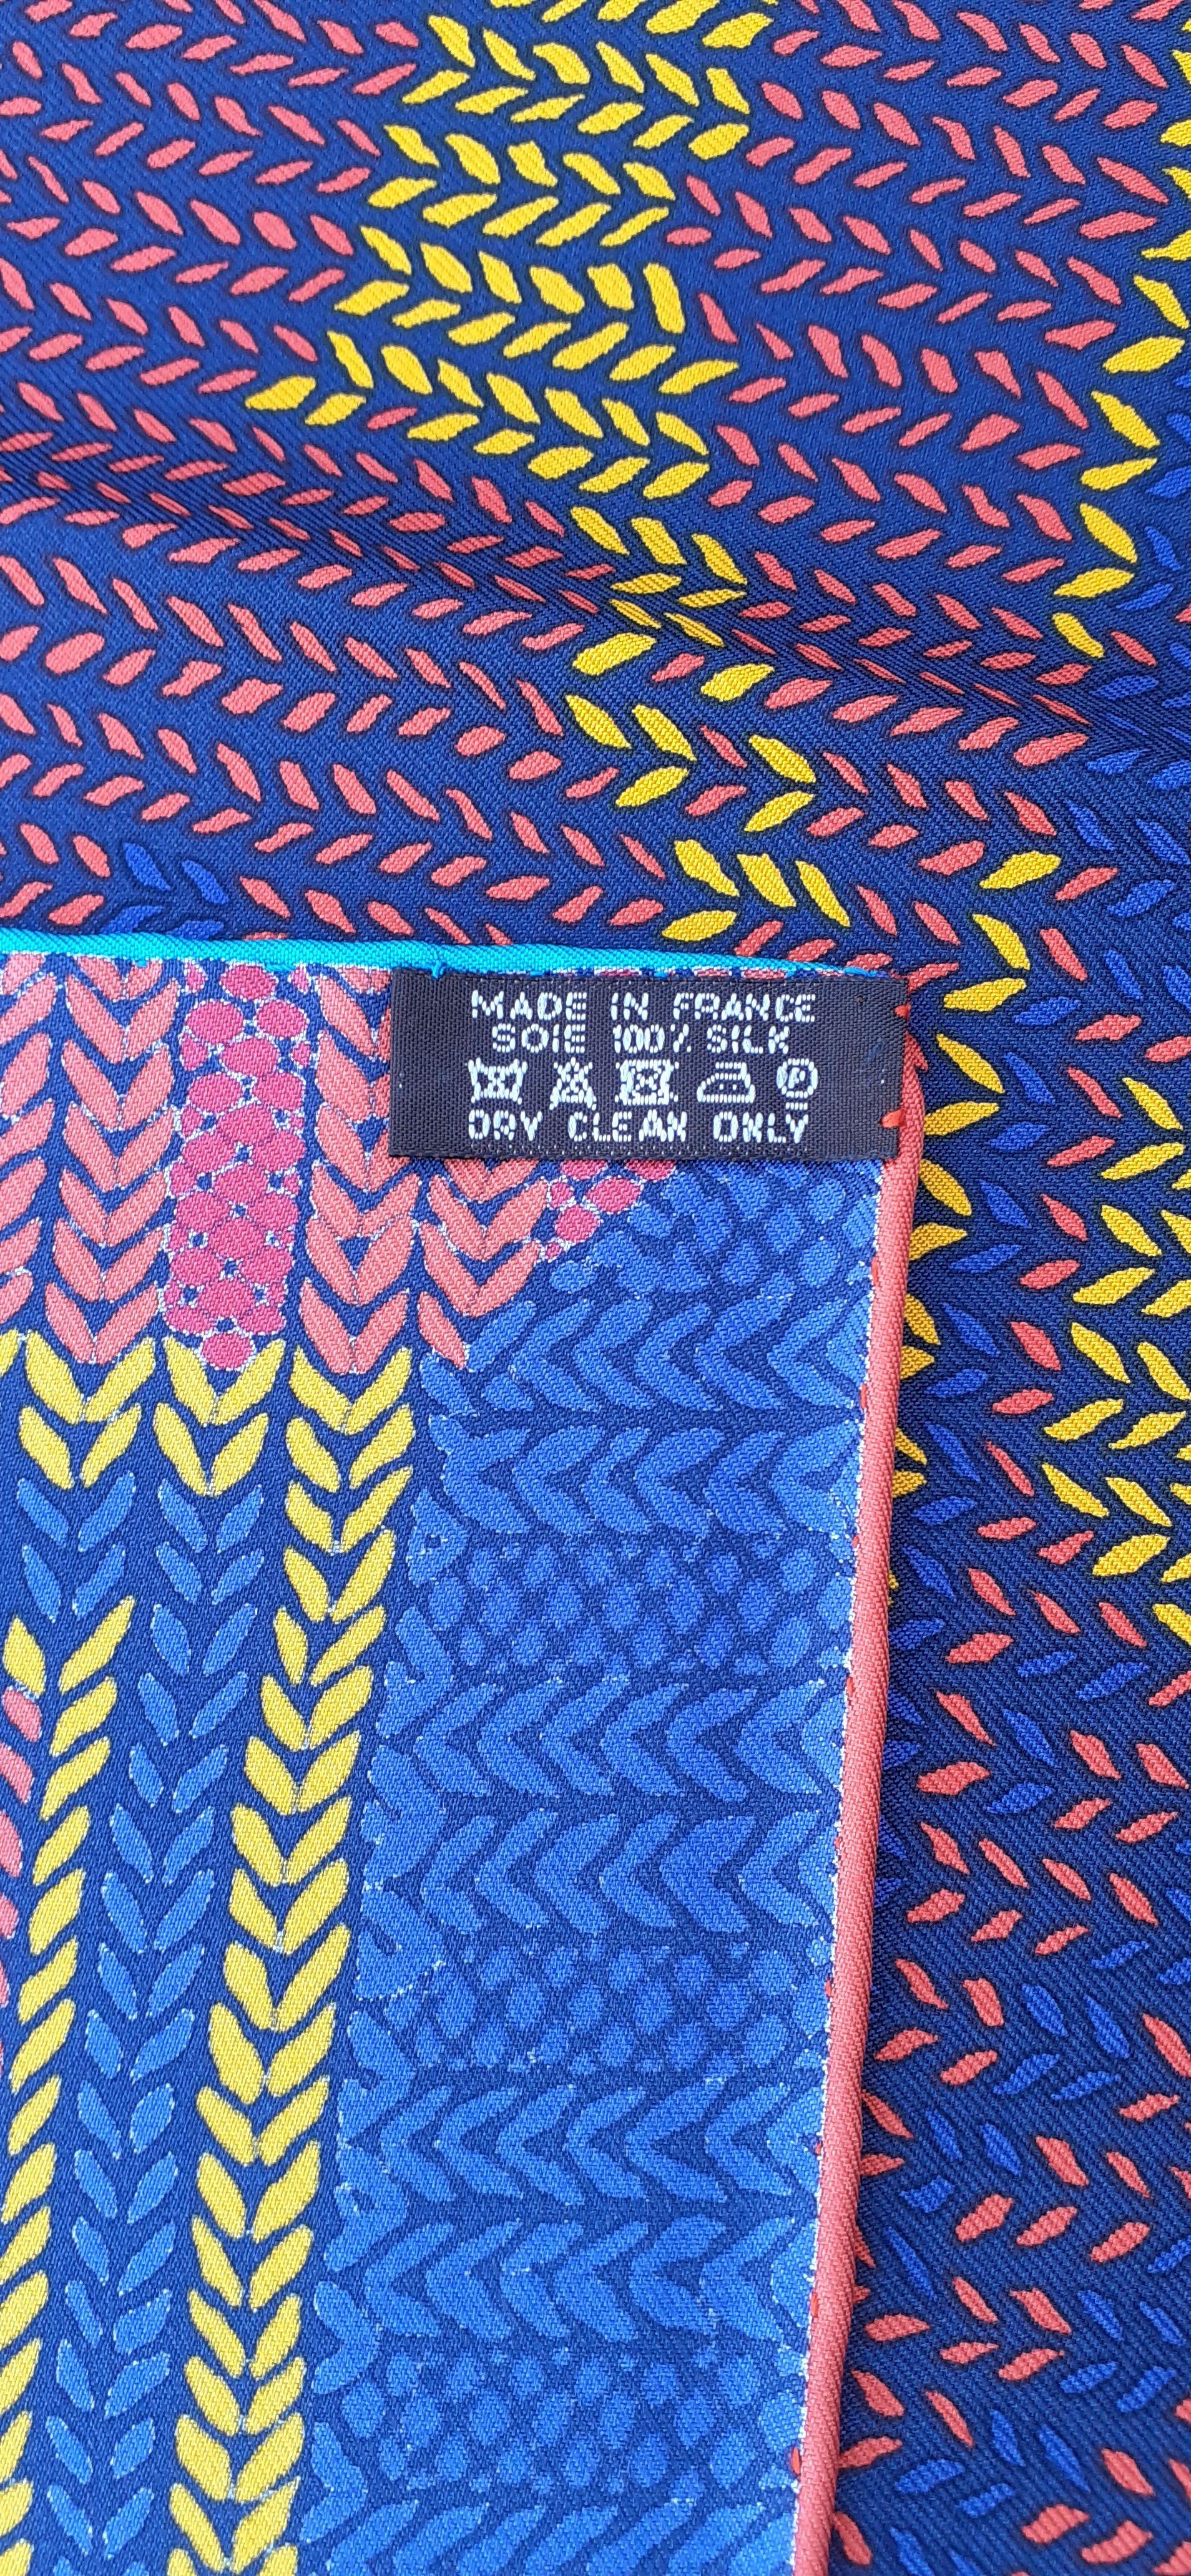 MADE IN FRANCE
SOIE 100% SILK
P
DRY CLEAN ONLY